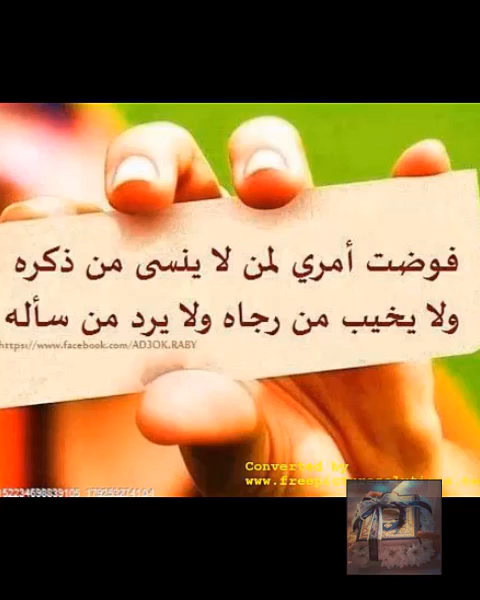 فوضت أمري لمن لا ينسى من ذكره
ولا يخيب من رجاه ولا يرد من سأله
https://www.facebook.com/AD3OK.RABY
Converted by